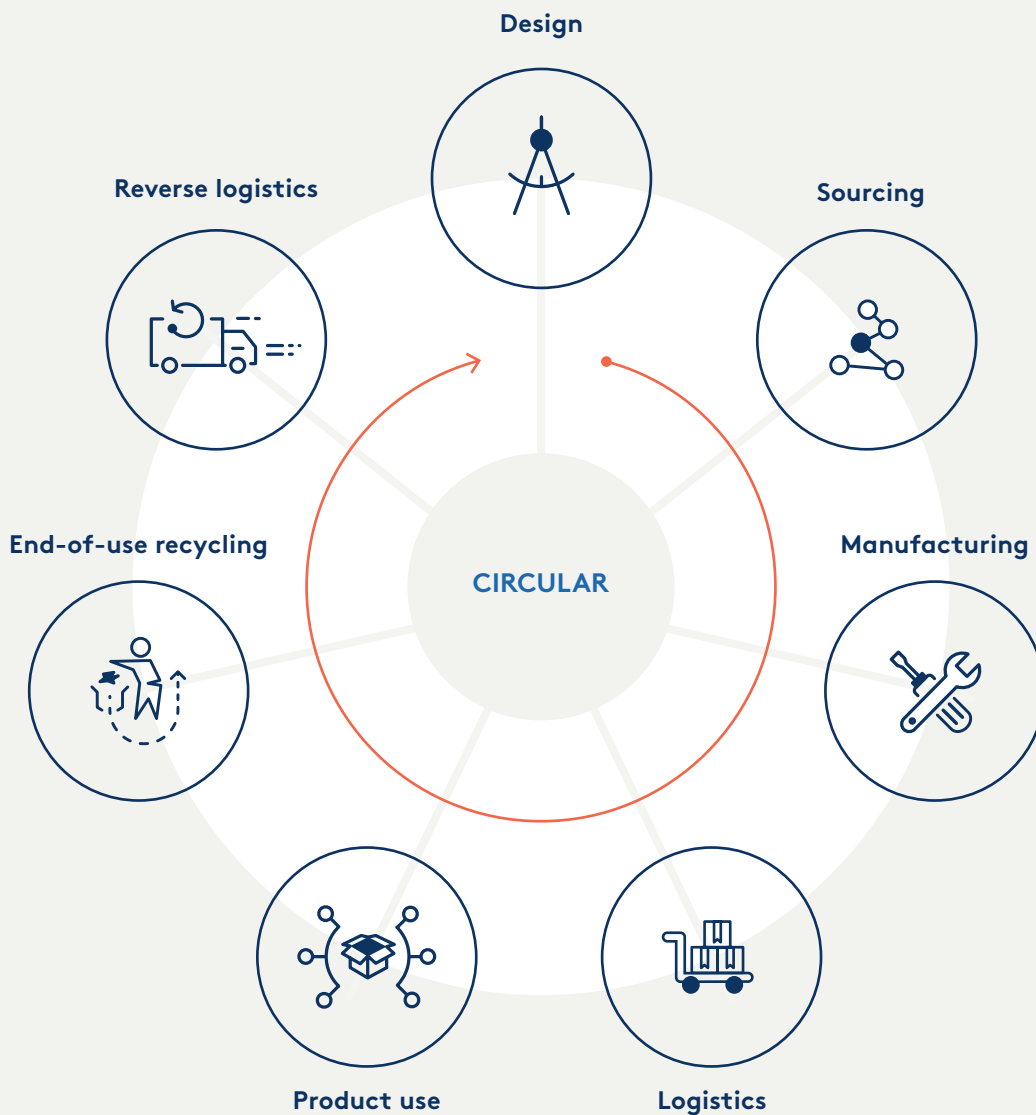 Design
Reverse logistics
Sourcing
End-of-use recycling
Manufacturing
CIRCULAR
Product use
Logistics